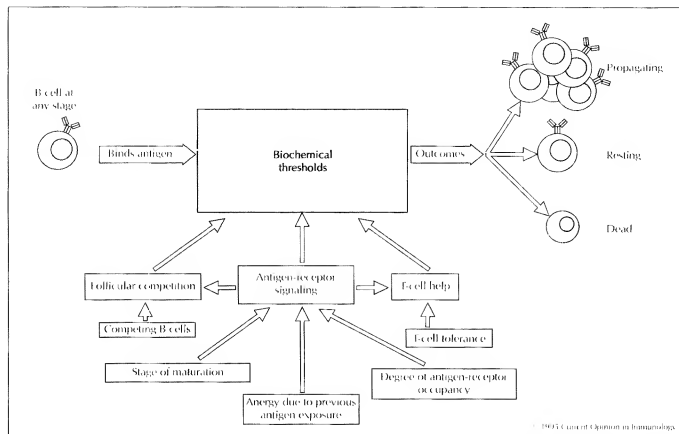 B cell at
any stage
Binds antigen
Biochemical
thresholds
Outcomes
Propagating
Resting
Dead
Follicular competition
Antigen-receptor
signaling
T-cell help
Competing B cells
T-cell tolerance
Stage of maturation
Degree of antigen-receptor
occupancy
Anergy due to previous
antigen exposure
© 1995 Current Opinion in Immunology